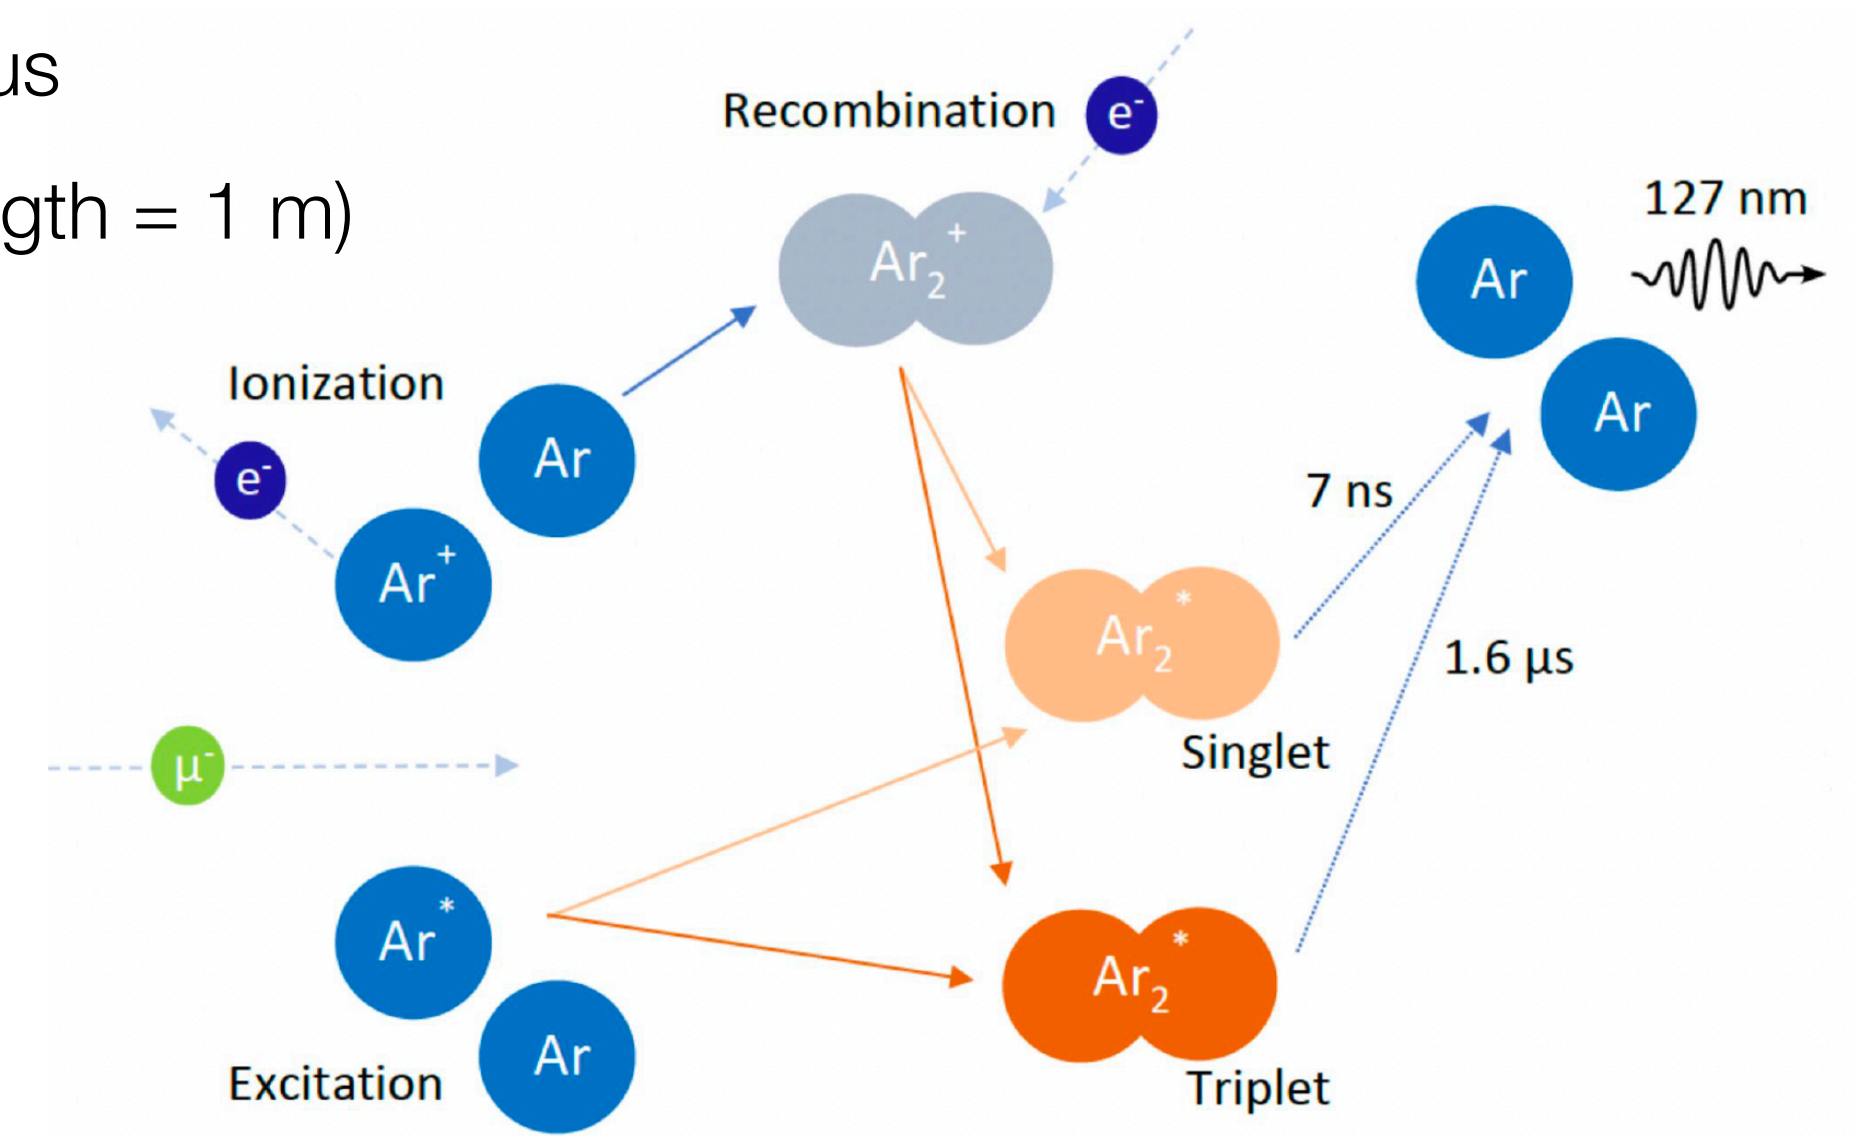 us
gth = 1 m)
Recombination
e-
Ar2+
127 nm
Ar
Ar
Ionization
Ar
e-
Ar+
7 ns
Ar2*
1.6 µs
Singlet
µ-
Ar*
Ar2*
Ar
Excitation
Triplet